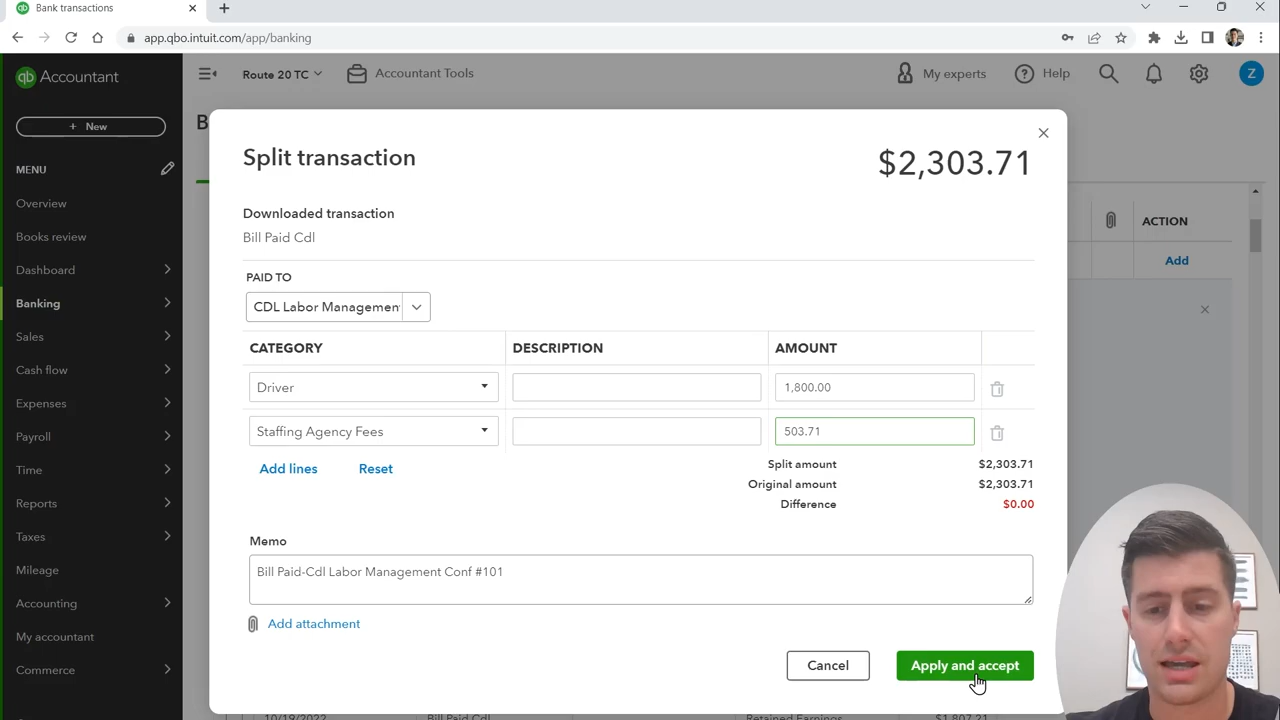 Bank transactions
app.qbo.intuit.com/app/banking
qb Accountant
Route 20 TC
Accountant Tools
My experts
Help
Z
+ New
MENU
Overview
Books review
Dashboard
Banking
Sales
Cash flow
Expenses
Payroll
Time
Reports
Taxes
Mileage
Accounting
My accountant
Commerce
B
ACTION
Add
Split transaction
$2,303.71
Downloaded transaction
Bill Paid Cdl
PAID TO
CDL Labor Managemen
CATEGORY DESCRIPTION AMOUNT
Driver 1,800.00
Staffing Agency Fees 503.71
Add lines Reset
Split amount $2,303.71
Original amount $2,303.71
Difference $0.00
Memo
Bill Paid-Cdl Labor Management Conf #101
Add attachment
Cancel Apply and accept
10/19/2022 Bill Paid Cdl Retained Earnings $1,807.21